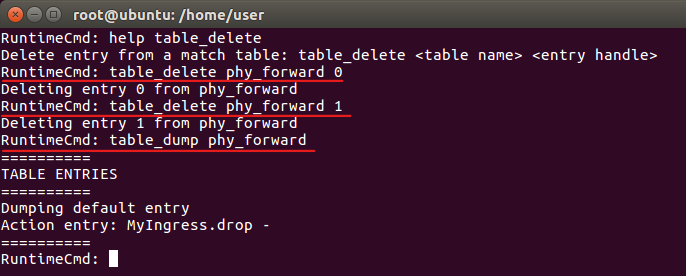 root@ubuntu: /home/user
RuntimeCmd: help table_delete
Delete entry from a match table: table_delete <table name> <entry handle>
RuntimeCmd: table_delete phy_forward 0
Deleting entry 0 from phy_forward
RuntimeCmd: table_delete phy_forward 1
Deleting entry 1 from phy_forward
RuntimeCmd: table_dump phy_forward
==========
TABLE ENTRIES
==========
Dumping default entry
Action entry: MyIngress.drop -
==========
RuntimeCmd: